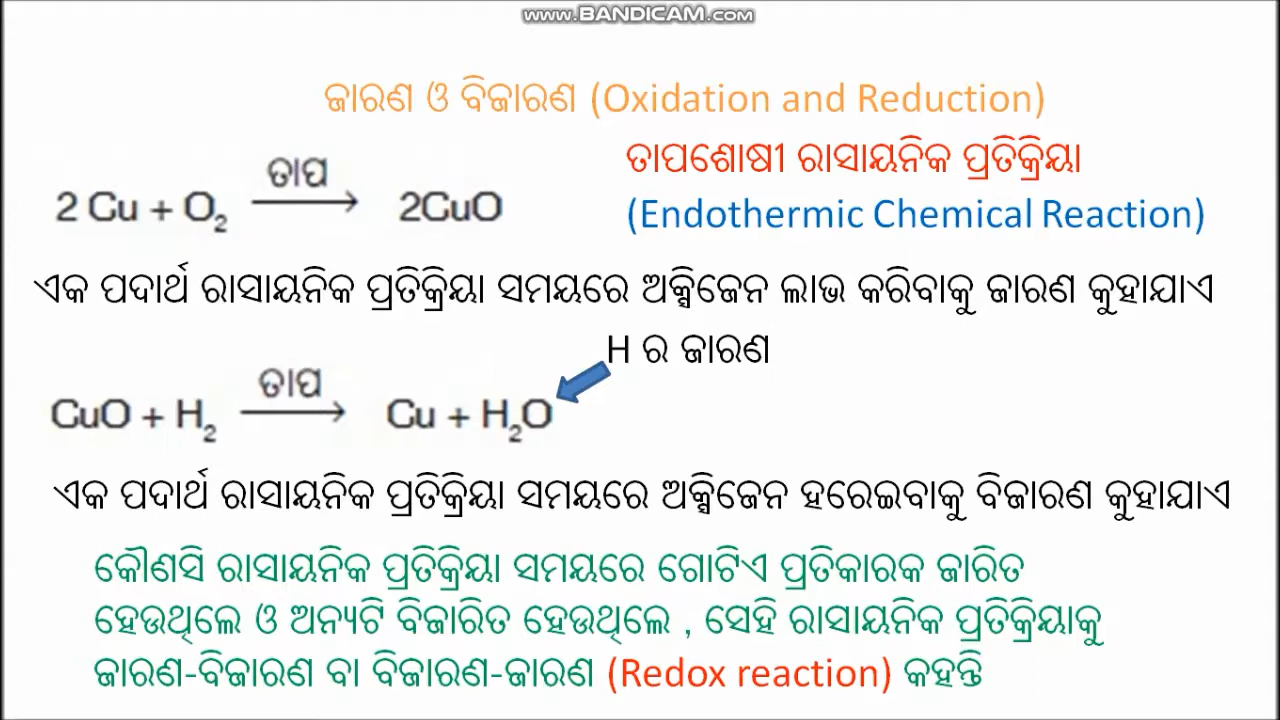 www.BANDICAM.com
ଜାରଣ ଓ ବିଜାରଣ (Oxidation and Reduction)
ତାପଶୋଷୀ ରାସାୟନିକ ପ୍ରତିକ୍ରିୟା
(Endothermic Chemical Reaction)
ତାପ
2 Cu + O₂ ⟶ 2CuO
ଏକ ପଦାର୍ଥ ରାସାୟନିକ ପ୍ରତିକ୍ରିୟା ସମୟରେ ଅକ୍ସିଜେନ ଲାଭ କରିବାକୁ ଜାରଣ କୁହାଯାଏ
H ର ଜାରଣ
ତାପ
CuO + H₂ ⟶ Cu + H₂O
ଏକ ପଦାର୍ଥ ରାସାୟନିକ ପ୍ରତିକ୍ରିୟା ସମୟରେ ଅକ୍ସିଜେନ ହରେଇବାକୁ ବିଜାରଣ କୁହାଯାଏ
କୌଣସି ରାସାୟନିକ ପ୍ରତିକ୍ରିୟା ସମୟରେ ଗୋଟିଏ ପ୍ରତିକାରକ ଜାରିତ
ହେଉଥିଲେ ଓ ଅନ୍ୟଟି ବିଜାରିତ ହେଉଥିଲେ , ସେହି ରାସାୟନିକ ପ୍ରତିକ୍ରିୟାକୁ
ଜାରଣ-ବିଜାରଣ ବା ବିଜାରଣ-ଜାରଣ (Redox reaction) କହନ୍ତି